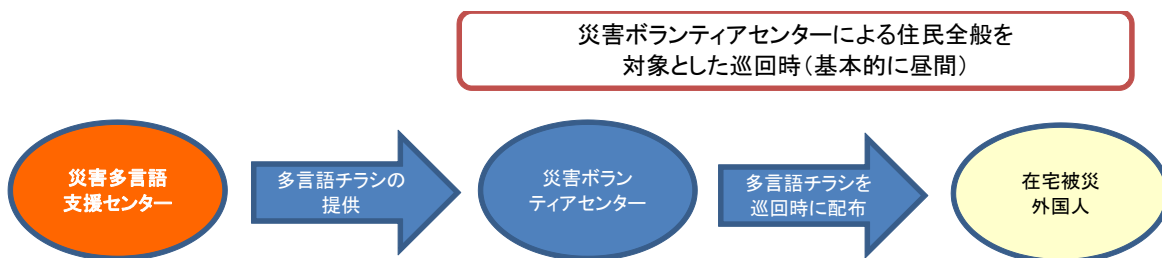 災害ボランティアセンターによる住民全般を
対象とした巡回時(基本的に昼間)
災害多言語
支援センター
多言語チラシの
提供
災害ボラン
ティアセンター
多言語チラシを
巡回時に配布
在宅被災
外国人